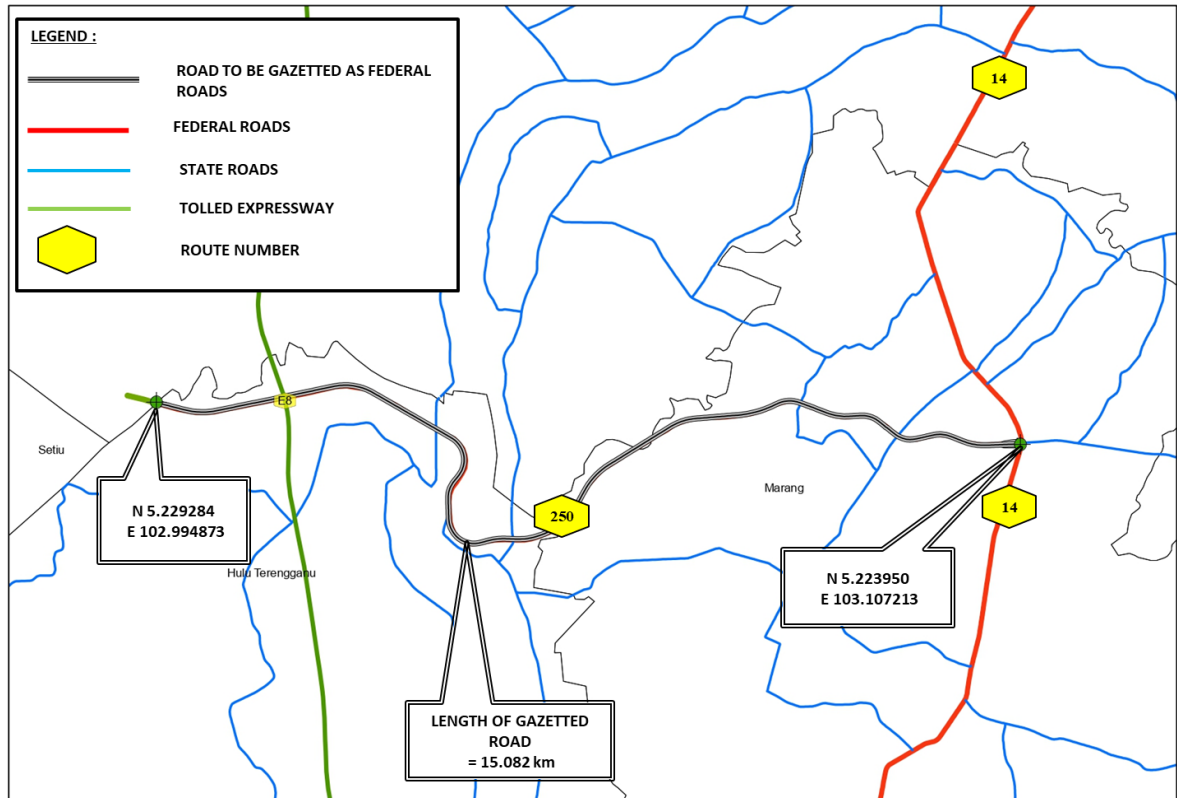 LEGEND :
ROAD TO BE GAZETTED AS FEDERAL
ROADS
FEDERAL ROADS
STATE ROADS
TOLLED EXPRESSWAY
ROUTE NUMBER
14
E8
Setiu
N 5.229284
E 102.994873
Hulu Terengganu
250
Marang
14
N 5.223950
E 103.107213
LENGTH OF GAZETTED
ROAD
= 15.082 km